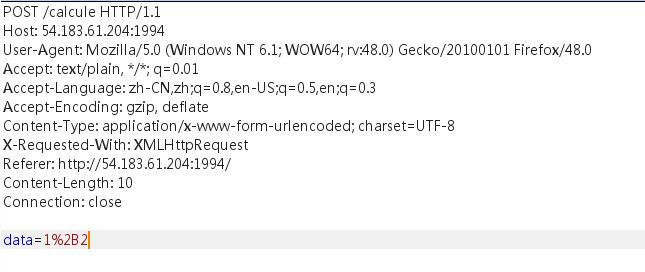 POST /calcule HTTP/1.1
Host: 54.183.61.204:1994
User-Agent: Mozilla/5.0 (Windows NT 6.1; WOW64; rv:48.0) Gecko/20100101 Firefox/48.0
Accept: text/plain, */*; q=0.01
Accept-Language: zh-CN,zh;q=0.8,en-US;q=0.5,en;q=0.3
Accept-Encoding: gzip, deflate
Content-Type: application/x-www-form-urlencoded; charset=UTF-8
X-Requested-With: XMLHttpRequest
Referer: http://54.183.61.204:1994/
Content-Length: 10
Connection: close
data=1%2B2